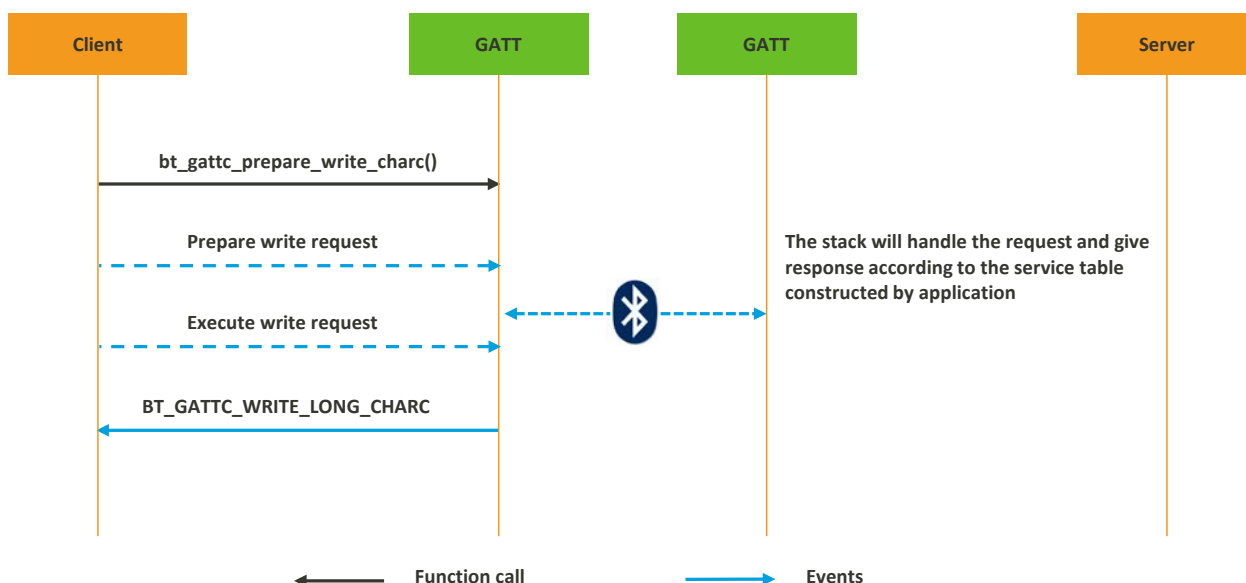 Client
GATT
GATT
Server
bt_gattc_prepare_write_charc()
Prepare write request
The stack will handle the request and give
response according to the service table
constructed by application
Execute write request
BT_GATTC_WRITE_LONG_CHARC
Function call
Events